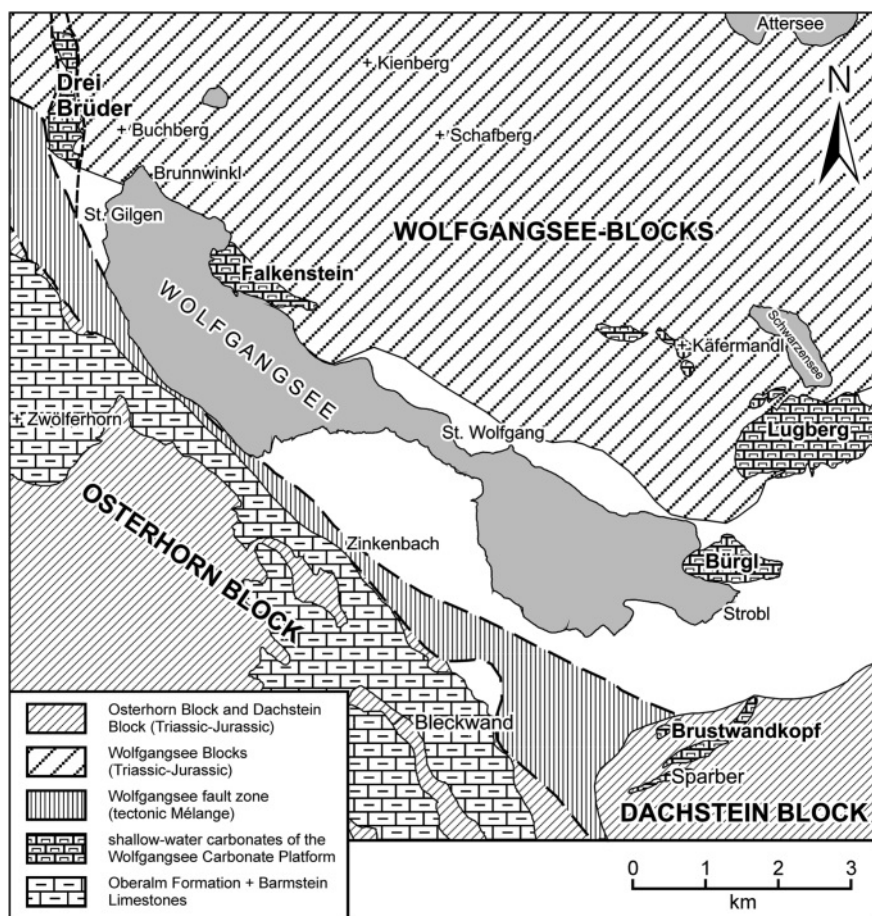 Attersee
N
+ Kienberg
Drei
Brüder
+ Buchberg
+ Schafberg
Brunnwinkl
St. Gilgen
WOLFGANGSEE-BLOCKS
Falkenstein
WOLFGANGSEE
Schwarzensee
+ Käfermandl
+ Zwölferhorn
St. Wolfgang
Lugberg
OSTERHORN BLOCK
Zinkenbach
Bürgl
Strobl
Bleckwand
Brustwandkopf
Sparber
DACHSTEIN BLOCK
Osterhorn Block and Dachstein
Block (Triassic-Jurassic)
Wolfgangsee Blocks
(Triassic-Jurassic)
Wolfgangsee fault zone
(tectonic Mélange)
shallow-water carbonates of the
Wolfgangsee Carbonate Platform
Oberalm Formation + Barmstein
Limestones
0 1 2 3
km